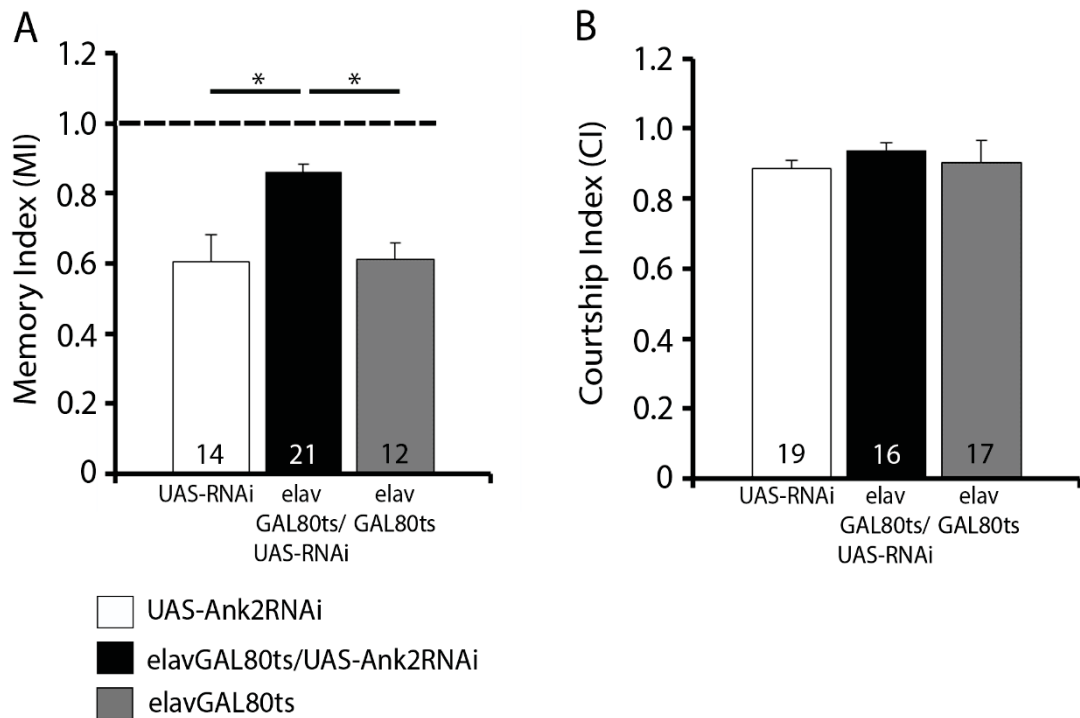 A
Memory Index (MI)
1.2
1.0
0.8
0.6
0.4
0.2
0
*
*
14
21
12
UAS-RNAi
elav
GAL80ts/
UAS-RNAi
elav
GAL80ts
B
Courtship Index (CI)
1.2
1.0
0.8
0.6
0.4
0.2
0
19
16
17
UAS-RNAi
elav
GAL80ts/
UAS-RNAi
elav
GAL80ts
UAS-Ank2RNAi
elavGAL80ts/UAS-Ank2RNAi
elavGAL80ts